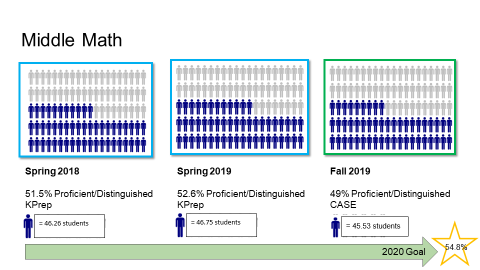 Middle Math
Spring 2018
51.5% Proficient/Distinguished
KPrep
= 46.26 students
Spring 2019
52.6% Proficient/Distinguished
KPrep
= 46.75 students
Fall 2019
49% Proficient/Distinguished
CASE
= 45.53 students
2020 Goal
54.8%